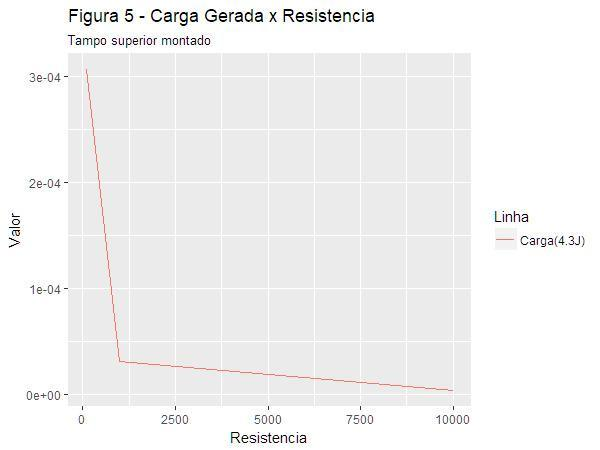 Figura 5 - Carga Gerada x Resistencia
Tampo superior montado
3e-04
2e-04
1e-04
0e+00
Valor
0 2500 5000 7500 10000
Resistencia
Linha
Carga(4.3J)